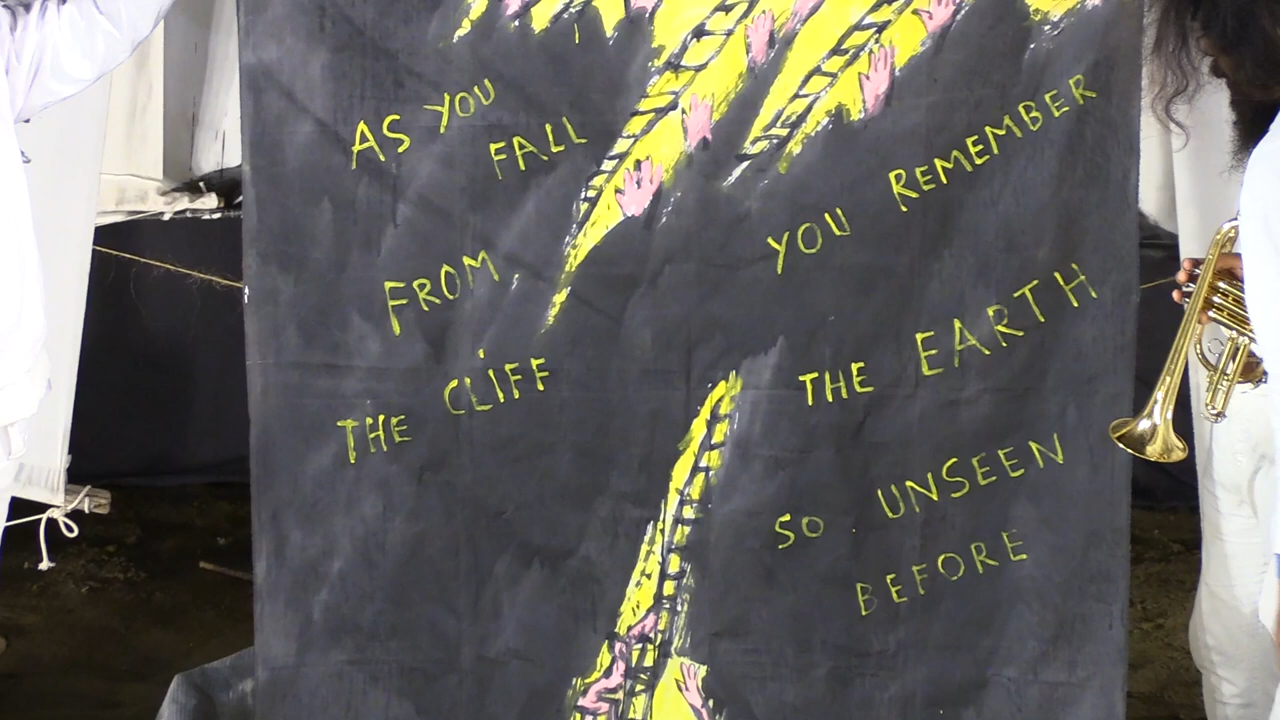 AS YOU
FALL
FROM
THE CLIFF
YOU REMEMBER
THE EARTH
SO UNSEEN
BEFORE